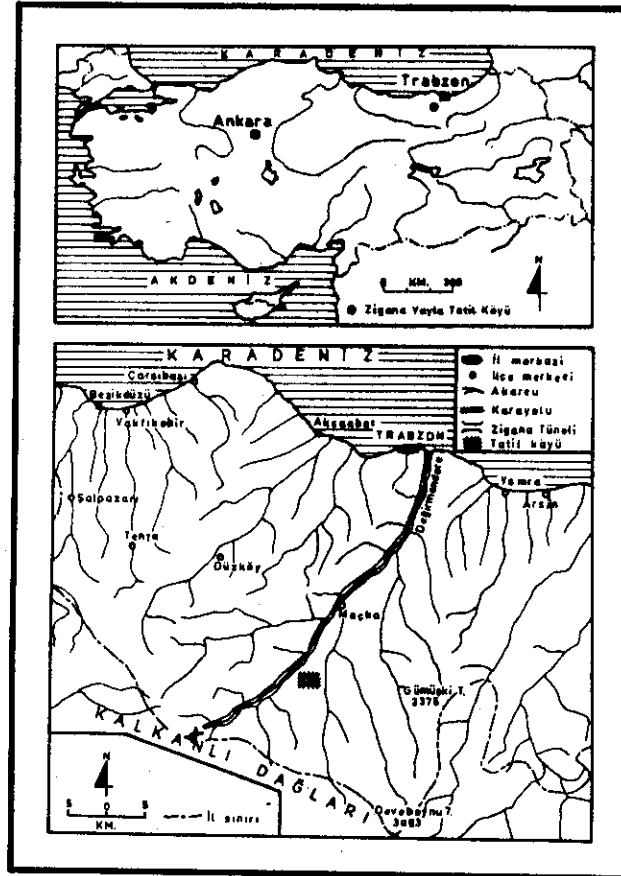 KARADENİZ
Trabzon
Ankara
AKDENİZ
N
0 KM. 300
Zigana Yayla Tatil Köyü
KARADENİZ
İl merkezi
İlçe merkezi
Akarsu
Karayolu
Zigana Tüneli
Tatil köyü
Çarşıbaşı
Beşikdüzü
Vakfıkebir
Akçaabat
TRABZON
Yomra
Arsin
Değirmendere
Şalpazarı
Tonya
Düzköy
Maçka
Gümüşki T.
3375
KALKANLI DAĞLARI
Deveboynu T.
N
5 0 5
KM.
İl sınırı